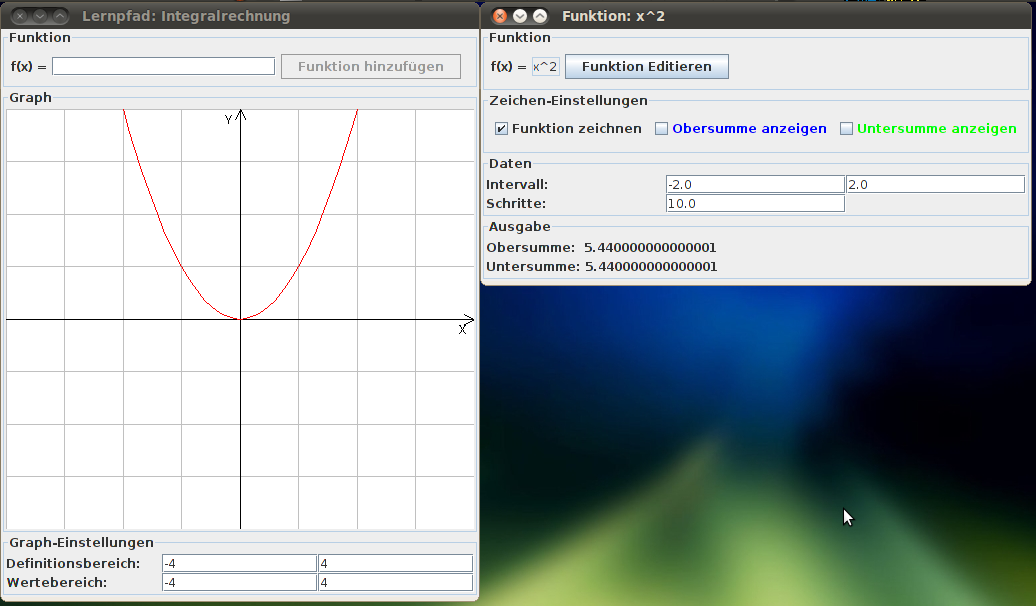 Lernpfad: Integralrechnung
Funktion
f(x) =
Funktion hinzufügen
Graph
Y
X
Graph-Einstellungen
Definitionsbereich: -4 4
Wertebereich: -4 4
Funktion: x^2
Funktion
f(x) = x^2 Funktion Editieren
Zeichen-Einstellungen
Funktion zeichnen Obersumme anzeigen Untersumme anzeigen
Daten
Intervall: -2.0 2.0
Schritte: 10.0
Ausgabe
Obersumme: 5.440000000000001
Untersumme: 5.440000000000001